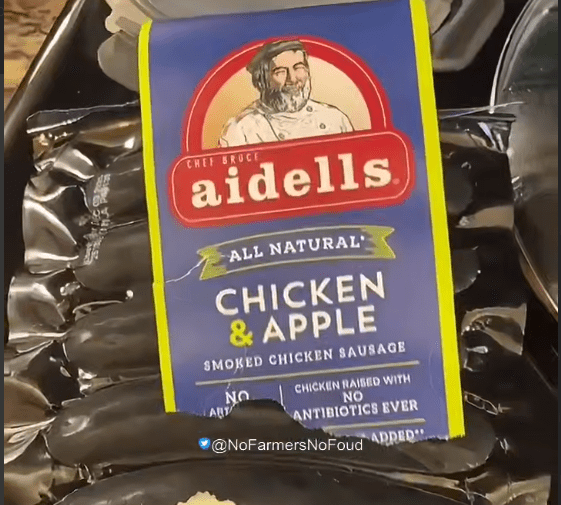 CHEF BRUCE
aidells®
ALL NATURAL*
CHICKEN
& APPLE
SMOKED CHICKEN SAUSAGE
NO
CHICKEN RAISED WITH
NO
ANTIBIOTICS EVER
ADDED**
@NoFarmersNoFoud